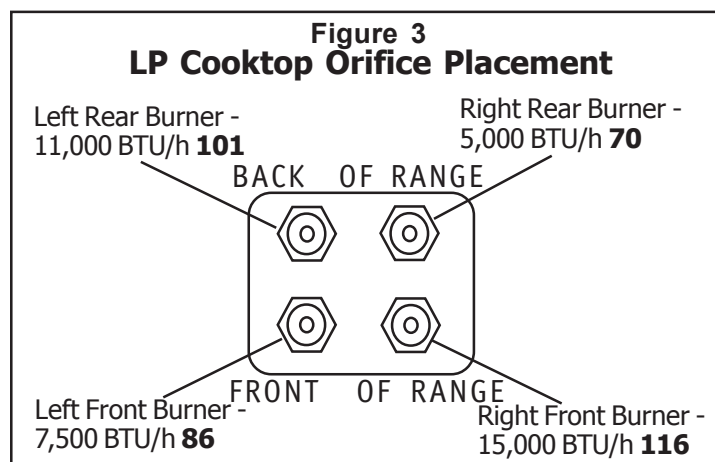 Figure 3
LP Cooktop Orifice Placement
Left Rear Burner -
11,000 BTU/h 101
Right Rear Burner -
5,000 BTU/h 70
BACK OF RANGE
FRONT OF RANGE
Left Front Burner -
7,500 BTU/h 86
Right Front Burner -
15,000 BTU/h 116